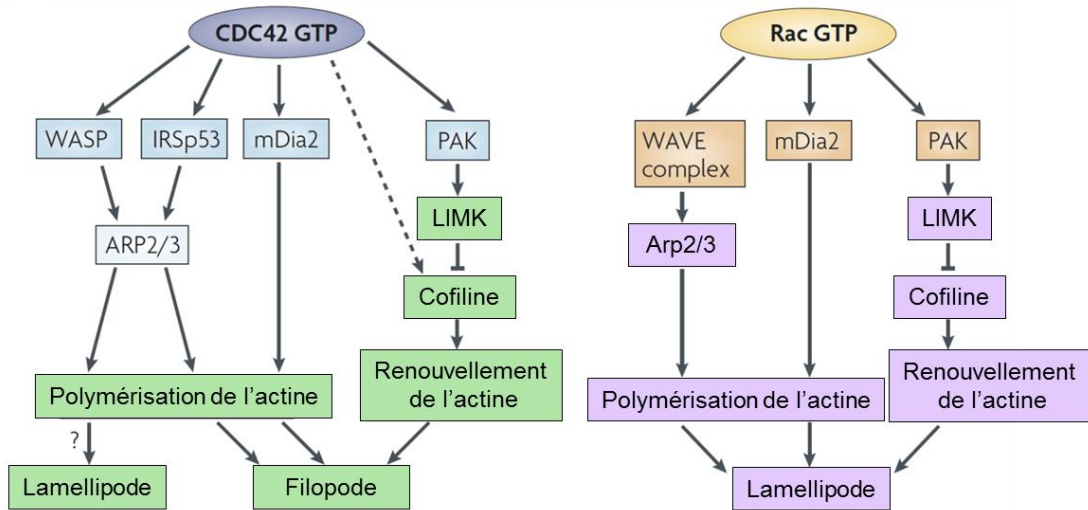 CDC42 GTP
WASP
IRSp53
mDia2
PAK
LIMK
ARP2/3
Cofiline
Renouvellement
de l'actine
Polymérisation de l'actine
?
Lamellipode
Filopode
Rac GTP
WAVE
complex
mDia2
PAK
LIMK
Arp2/3
Cofiline
Renouvellement
de l'actine
Polymérisation de l'actine
Lamellipode